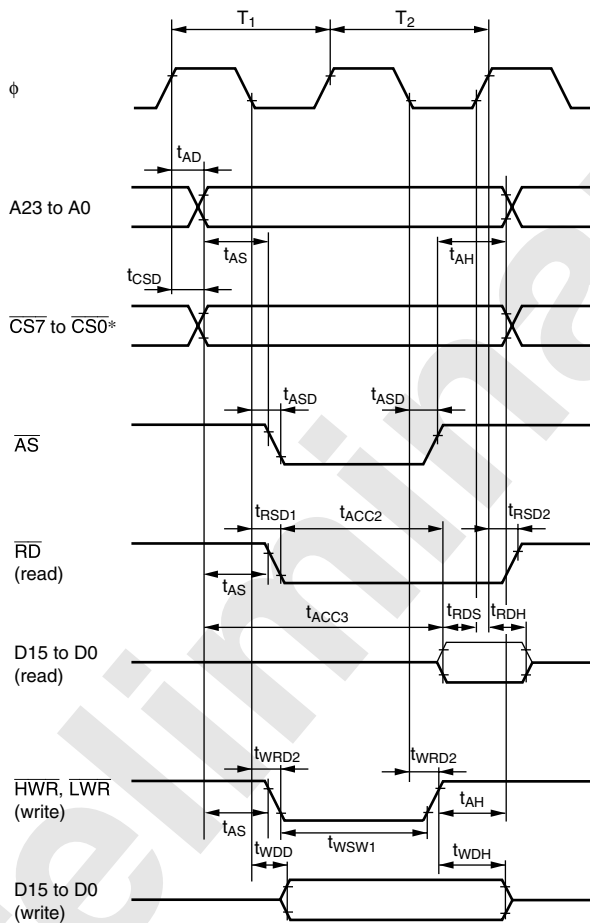 T1 T2
φ
tAD
A23 to A0
tAS tAH
tCSD
CS7 to CS0*
tASD tASD
AS
tRSD1 tACC2 tRSD2
RD
(read)
tAS
tACC3 tRDS tRDH
D15 to D0
(read)
tWRD2 tWRD2
HWR, LWR
(write)
tAS tAH
tWSW1
tWDD tWDH
D15 to D0
(write)